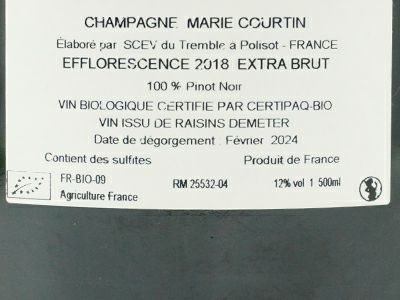 CHAMPAGNE MARIE COURTIN
Élaboré par SCEV du Tremble à Polisot - FRANCE
EFFLORESCENCE 2018 EXTRA BRUT
100 % Pinot Noir
VIN BIOLOGIQUE CERTIFIE PAR CERTIPAQ-BIO
VIN ISSU DE RAISINS DEMETER
Date de dégorgement : Février 2024
Contient des sulfites Produit de France
FR-BIO-09 RM 25532-04 12% vol 1 500ml
Agriculture France